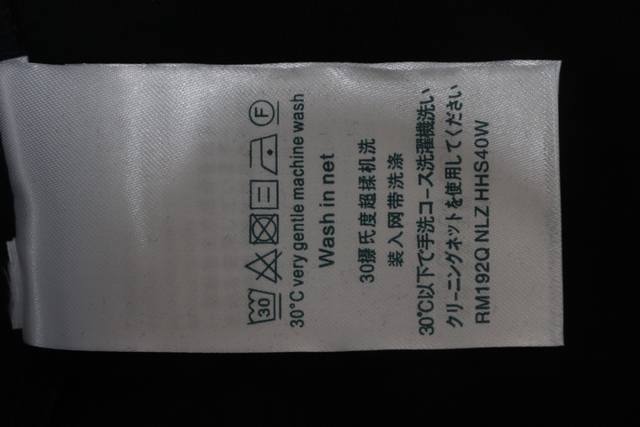 30 F
30°C very gentle machine wash
Wash in net
30摄氏度超揉机洗
装入网带洗涤
30℃以下で手洗コース洗濯機洗い
クリーニングネットを使用してください
RM192Q NLZ HHS40W